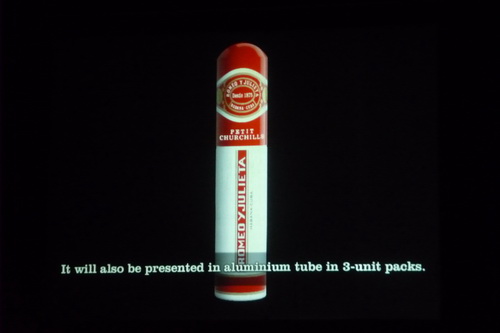 ROMEO Y JULIETA
Desde 1875
HABANA, CUBA
PETIT
CHURCHILLS
ROMEO Y JULIETA
It will also be presented in aluminium tube in 3-unit packs.